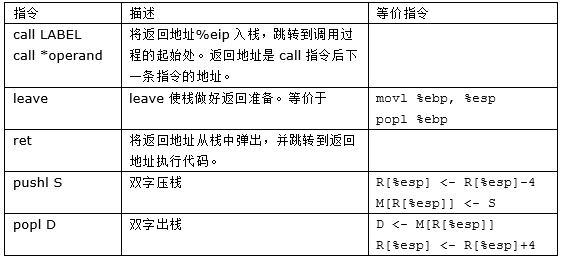 指令 描述 等价指令
call LABEL 将返回地址%eip 入栈，跳转到调用过
call *operand 程的起始处。返回地址是 call 指令后下
一条指令的地址。
leave leave 使栈做好返回准备。等价于 movl %ebp, %esp
popl %ebp
ret 将返回地址从栈中弹出，并跳转到返回
地址执行代码。
pushl S 双字压栈 R[%esp] <- R[%esp]-4
M[R[%esp]] <- S
popl D 双字出栈 D <- M[R[%esp]]
R[%esp] <- R[%esp]+4